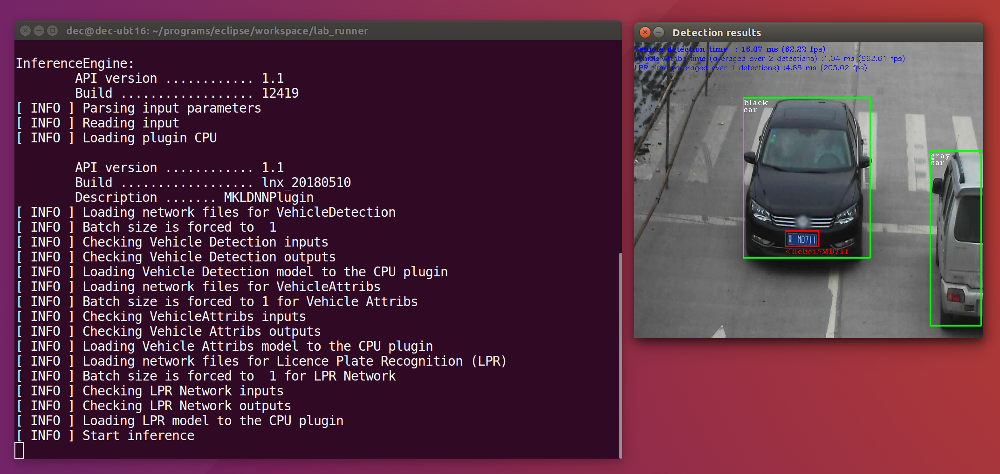 dec@dec-ubt16: ~/programs/eclipse/workspace/lab_runner
InferenceEngine:
API version ............ 1.1
Build .................. 12419
[ INFO ] Parsing input parameters
[ INFO ] Reading input
[ INFO ] Loading plugin CPU
API version ............ 1.1
Build .................. lnx_20180510
Description ....... MKLDNNPlugin
[ INFO ] Loading network files for VehicleDetection
[ INFO ] Batch size is forced to  1
[ INFO ] Checking Vehicle Detection inputs
[ INFO ] Checking Vehicle Detection outputs
[ INFO ] Loading Vehicle Detection model to the CPU plugin
[ INFO ] Loading network files for VehicleAttribs
[ INFO ] Batch size is forced to 1 for Vehicle Attribs
[ INFO ] Checking VehicleAttribs inputs
[ INFO ] Checking Vehicle Attribs outputs
[ INFO ] Loading Vehicle Attribs model to the CPU plugin
[ INFO ] Loading network files for Licence Plate Recognition (LPR)
[ INFO ] Batch size is forced to  1 for LPR Network
[ INFO ] Checking LPR Network inputs
[ INFO ] Checking LPR Network outputs
[ INFO ] Loading LPR model to the CPU plugin
[ INFO ] Start inference
Detection results
Vehicle detection time  : 16.07 ms (62.22 fps)
Vehicle Attribs time (averaged over 2 detections) :1.04 ms (962.61 fps)
LPR time (averaged over 1 detections) :4.88 ms (205.02 fps)
black
car
gray
car
MD711
<Hebei>MD711